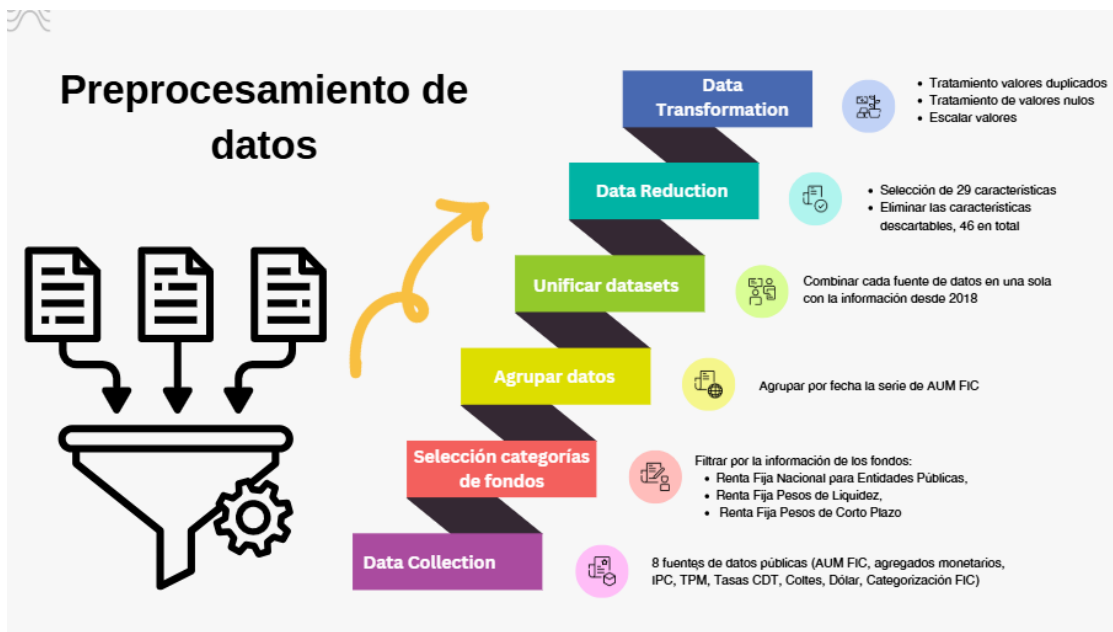 Preprocesamiento de
datos
Data
Transformation
• Tratamiento valores duplicados
• Tratamiento de valores nulos
• Escalar valores
Data Reduction
• Selección de 29 características
• Eliminar las características
descartables, 46 en total
Unificar datasets
Combinar cada fuente de datos en una sola
con la información desde 2018
Agrupar datos
Agrupar por fecha la serie de AUM FIC
Selección categorías
de fondos
Filtrar por la información de los fondos:
• Renta Fija Nacional para Entidades Públicas,
• Renta Fija Pesos de Liquidez,
• Renta Fija Pesos de Corto Plazo
Data Collection
8 fuentes de datos públicas (AUM FIC, agregados monetarios,
IPC, TPM, Tasas CDT, Coltes, Dólar, Categorización FIC)